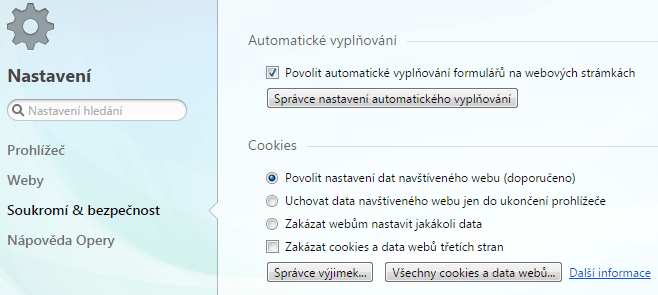 Nastavení
Nastavení hledání
Prohlížeč
Weby
Soukromí & bezpečnost
Nápověda Opery
Automatické vyplňování
Povolit automatické vyplňování formulářů na webových stránkách
Správce nastavení automatického vyplňování
Cookies
Povolit nastavení dat navštíveného webu (doporučeno)
Uchovat data navštíveného webu jen do ukončení prohlížeče
Zakázat webům nastavit jakákoli data
Zakázat cookies a data webů třetích stran
Správce výjimek... Všechny cookies a data webů... Další informace